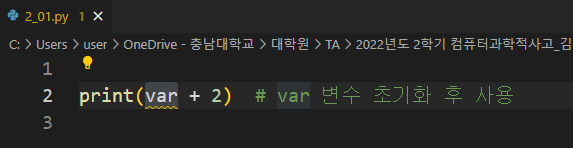 2_01.py 1 ×
C: > Users > user > OneDrive - 충남대학교 > 대학원 > TA > 2022년도 2학기 컴퓨터과학적사고_김
1
2 print(var + 2)  # var 변수 초기화 후 사용
3